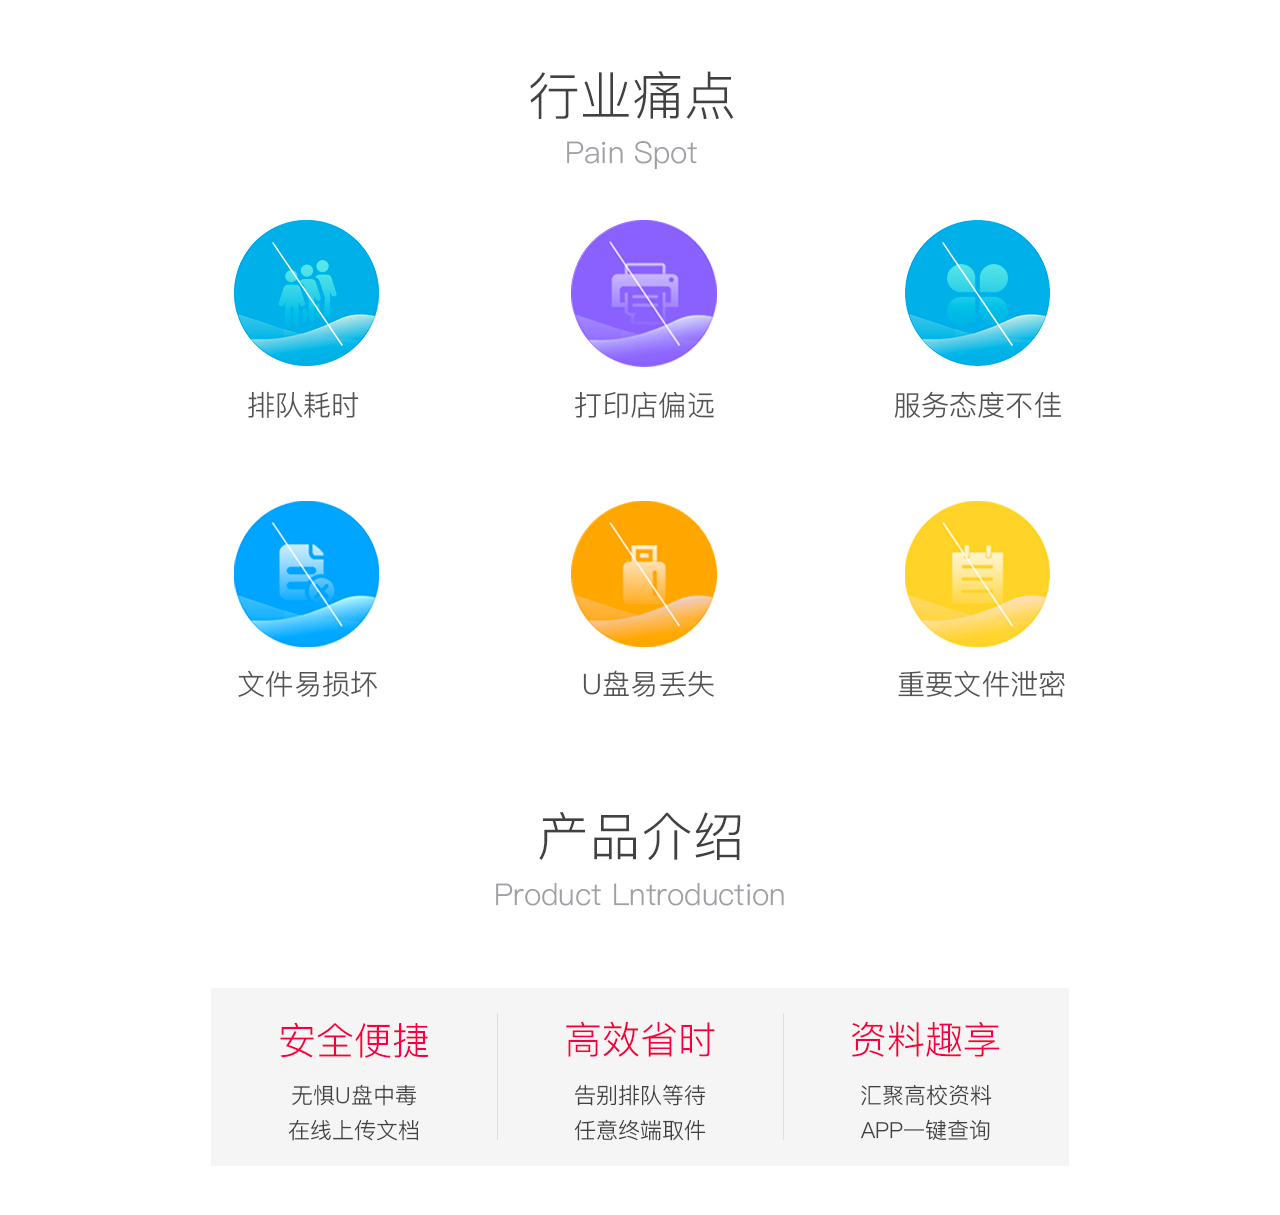 行业痛点
Pain Spot
排队耗时
打印店偏远
服务态度不佳
文件易损坏
U盘易丢失
重要文件泄密
产品介绍
Product Lntroduction
安全便捷
无惧U盘中毒
在线上传文档
高效省时
告别排队等待
任意终端取件
资料趣享
汇聚高校资料
APP一键查询